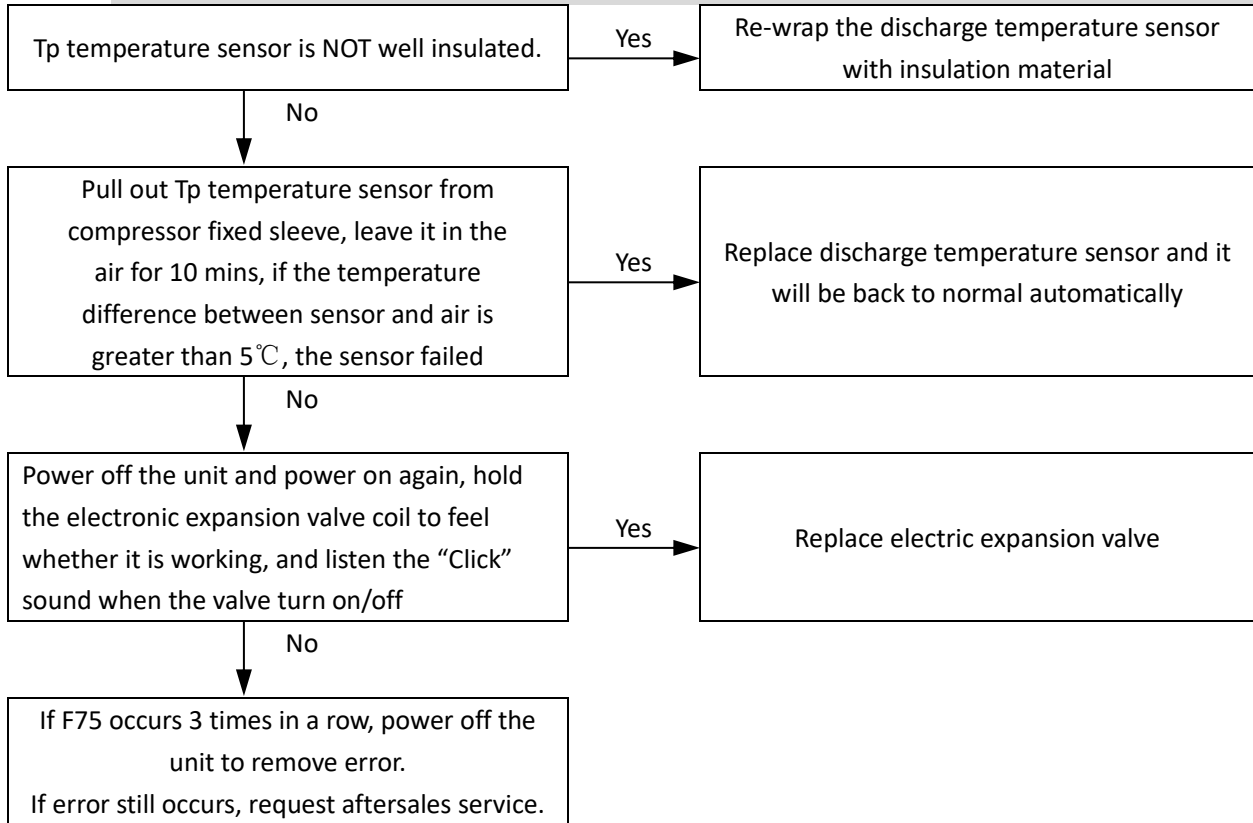 Tp temperature sensor is NOT well insulated.
Yes
Re-wrap the discharge temperature sensor
with insulation material
No
Pull out Tp temperature sensor from
compressor fixed sleeve, leave it in the
air for 10 mins, if the temperature
difference between sensor and air is
greater than 5℃, the sensor failed
Yes
Replace discharge temperature sensor and it
will be back to normal automatically
No
Power off the unit and power on again, hold
the electronic expansion valve coil to feel
whether it is working, and listen the “Click”
sound when the valve turn on/off
Yes
Replace electric expansion valve
No
If F75 occurs 3 times in a row, power off the
unit to remove error.
If error still occurs, request aftersales service.